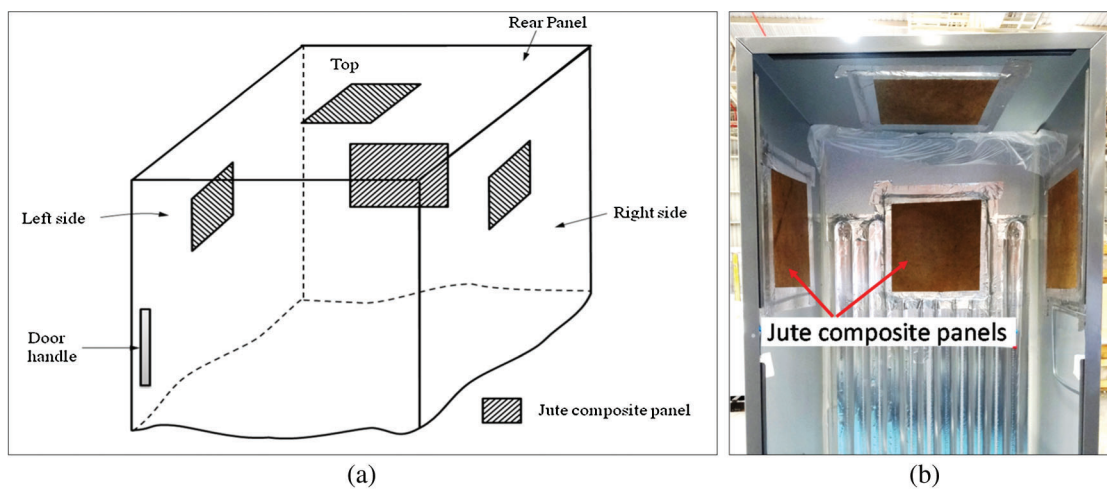 Rear Panel
Top
Left side
Right side
Door
handle
Jute composite panel
Jute composite panels
(a)
(b)